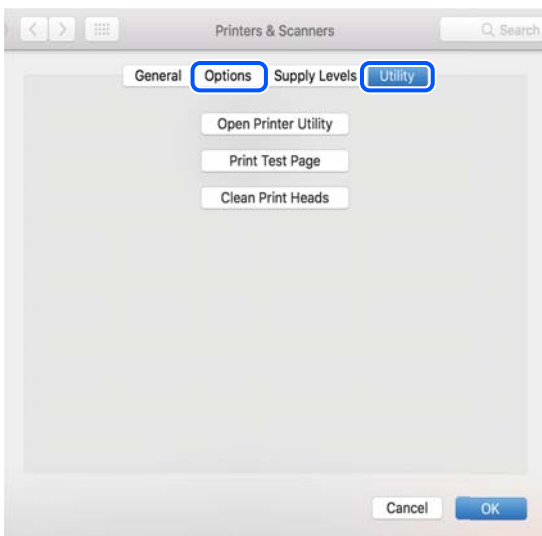 Printers & Scanners Search
General Options Supply Levels Utility
Open Printer Utility
Print Test Page
Clean Print Heads
Cancel OK